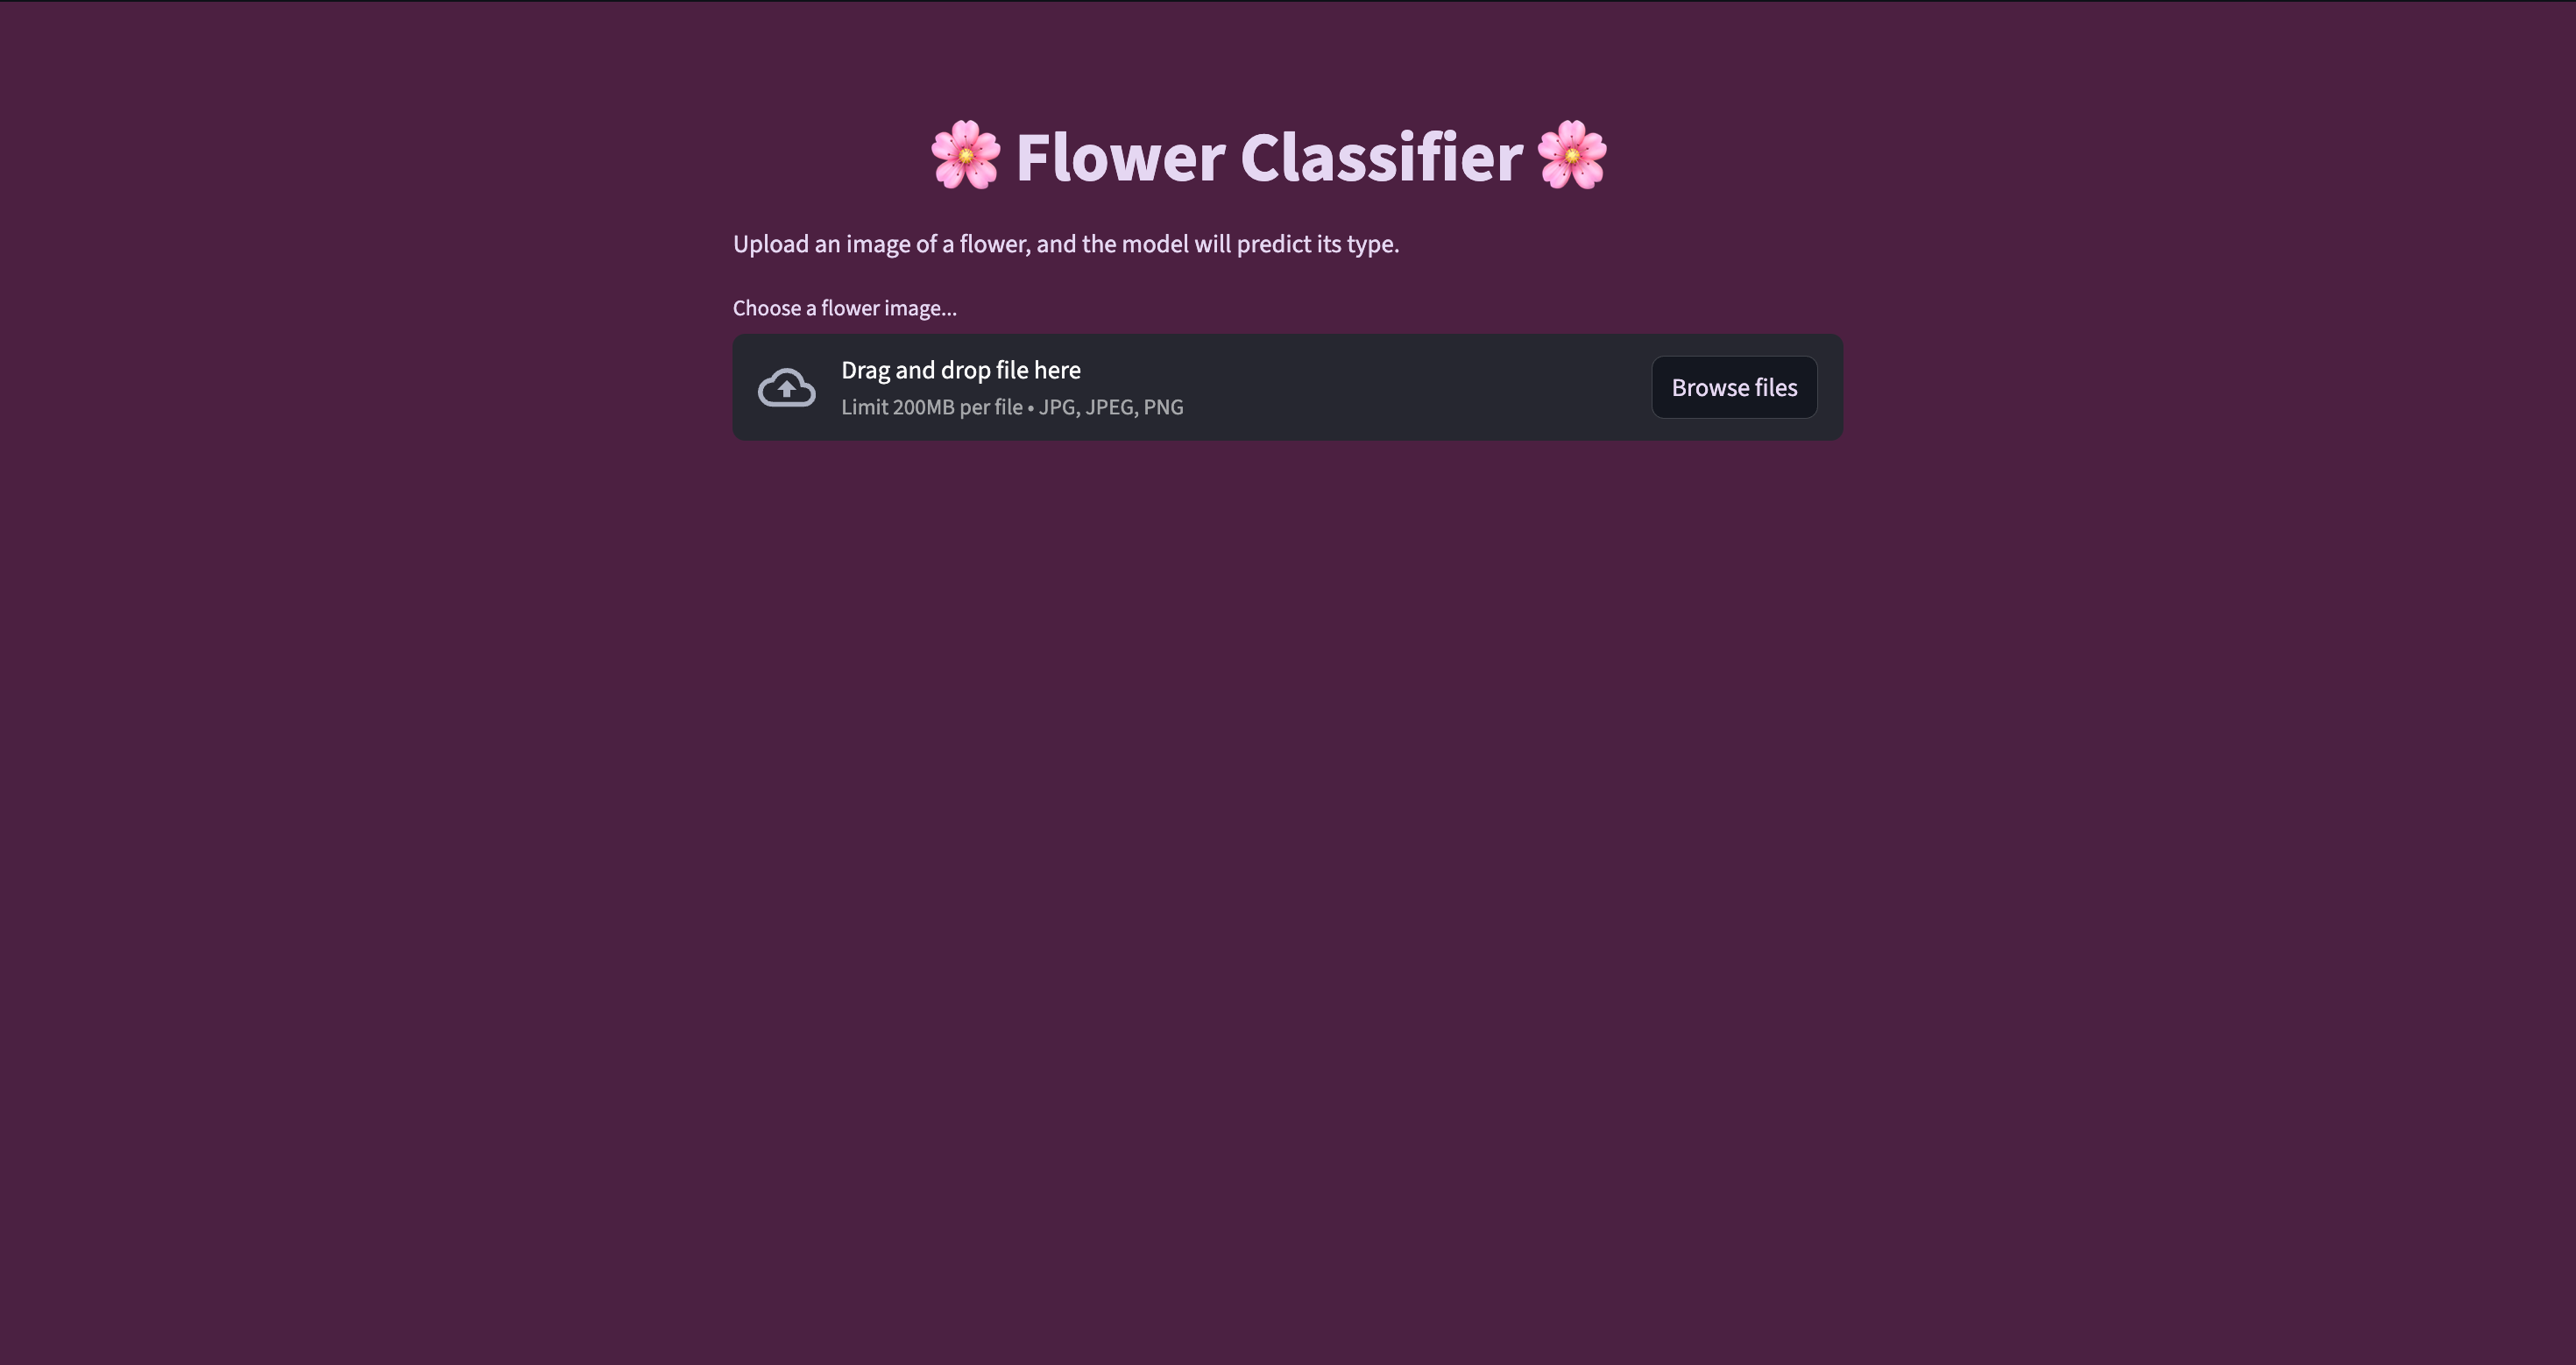 🌸 Flower Classifier 🌸
Upload an image of a flower, and the model will predict its type.
Choose a flower image...
Drag and drop file here
Limit 200MB per file • JPG, JPEG, PNG
Browse files